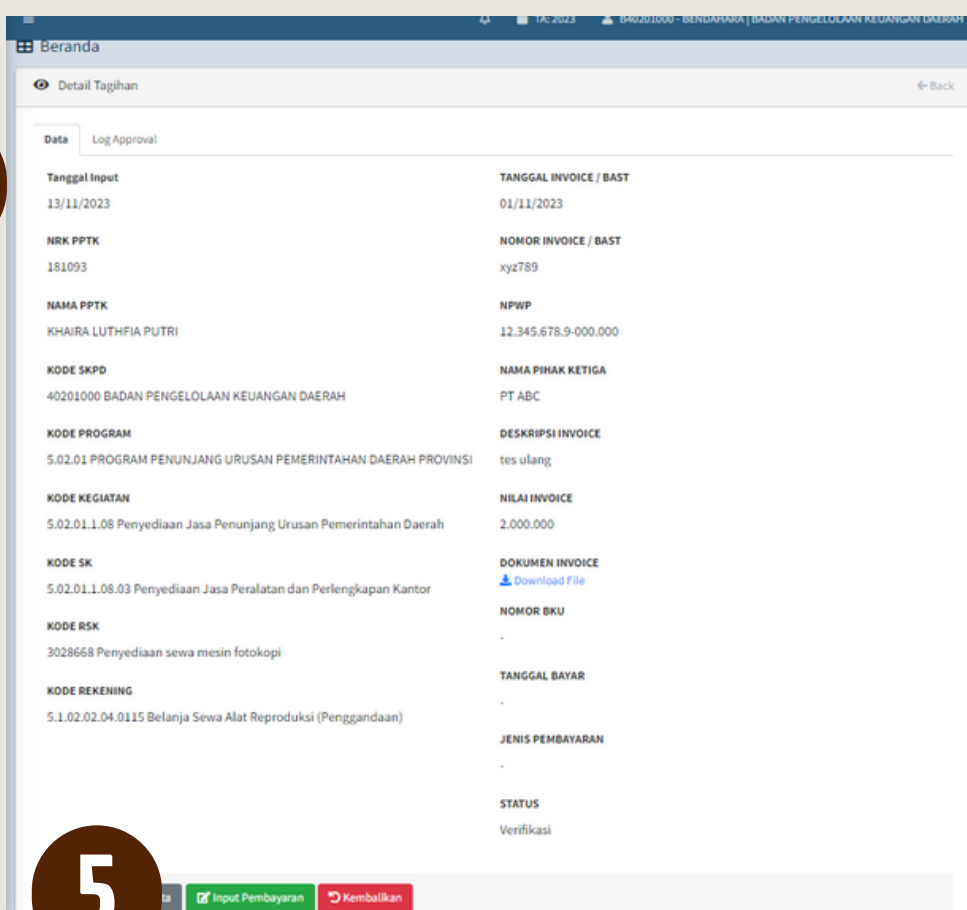 TA: 2023 B40201000 - BENDAHARA | BADAN PENGELOLAAN KEUANGAN DAERAH
Beranda
Detail Tagihan
Back
Data Log Approval
Tanggal Input
13/11/2023
NRK PPTK
181093
NAMA PPTK
KHAIRA LUTHFIA PUTRI
KODE SKPD
40201000 BADAN PENGELOLAAN KEUANGAN DAERAH
KODE PROGRAM
5.02.01 PROGRAM PENUNJANG URUSAN PEMERINTAHAN DAERAH PROVINSI
KODE KEGIATAN
5.02.01.1.08 Penyediaan Jasa Penunjang Urusan Pemerintahan Daerah
KODE SK
5.02.01.1.08.03 Penyediaan Jasa Peralatan dan Perlengkapan Kantor
KODE RSK
3028668 Penyediaan sewa mesin fotokopi
KODE REKENING
5.1.02.02.04.0115 Belanja Sewa Alat Reproduksi (Penggandaan)
TANGGAL INVOICE / BAST
01/11/2023
NOMOR INVOICE / BAST
xyz789
NPWP
12.345.678.9-000.000
NAMA PIHAK KETIGA
PT ABC
DESKRIPSI INVOICE
tes ulang
NILAI INVOICE
2.000.000
DOKUMEN INVOICE
Download File
NOMOR BKU
-
TANGGAL BAYAR
-
JENIS PEMBAYARAN
-
STATUS
Verifikasi
5
Input Pembayaran
Kembalikan